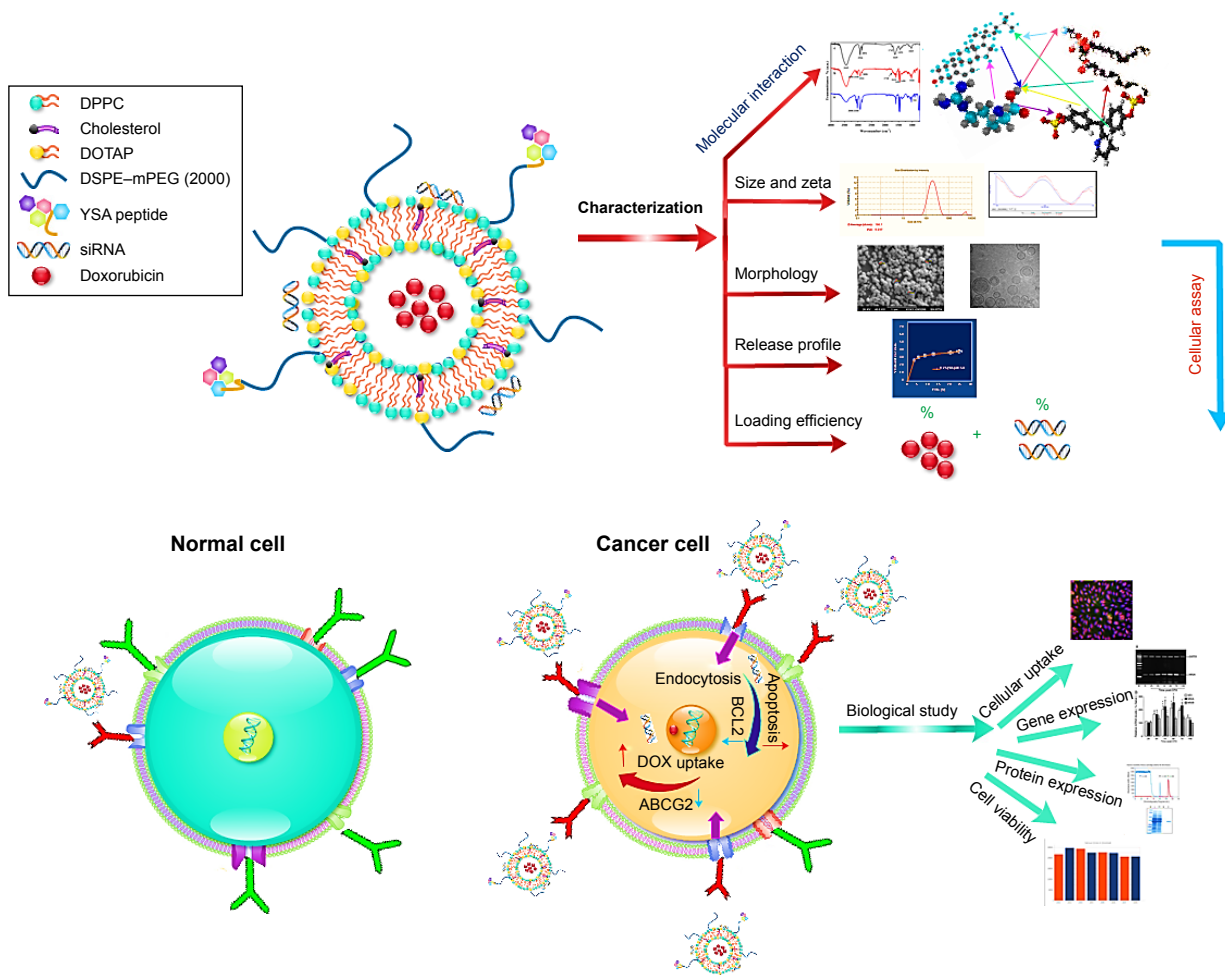 DPPC
Cholesterol
DOTAP
DSPE–mPEG (2000)
YSA peptide
siRNA
Doxorubicin
Characterization
Molecular interaction
Size and zeta
Morphology
Release profile
Loading efficiency
%
%
+
Cellular assay
Normal cell
Cancer cell
Endocytosis
Apoptosis
BCL2
DOX uptake
ABCG2
Biological study
Cellular uptake
Gene expression
Protein expression
Cell viability